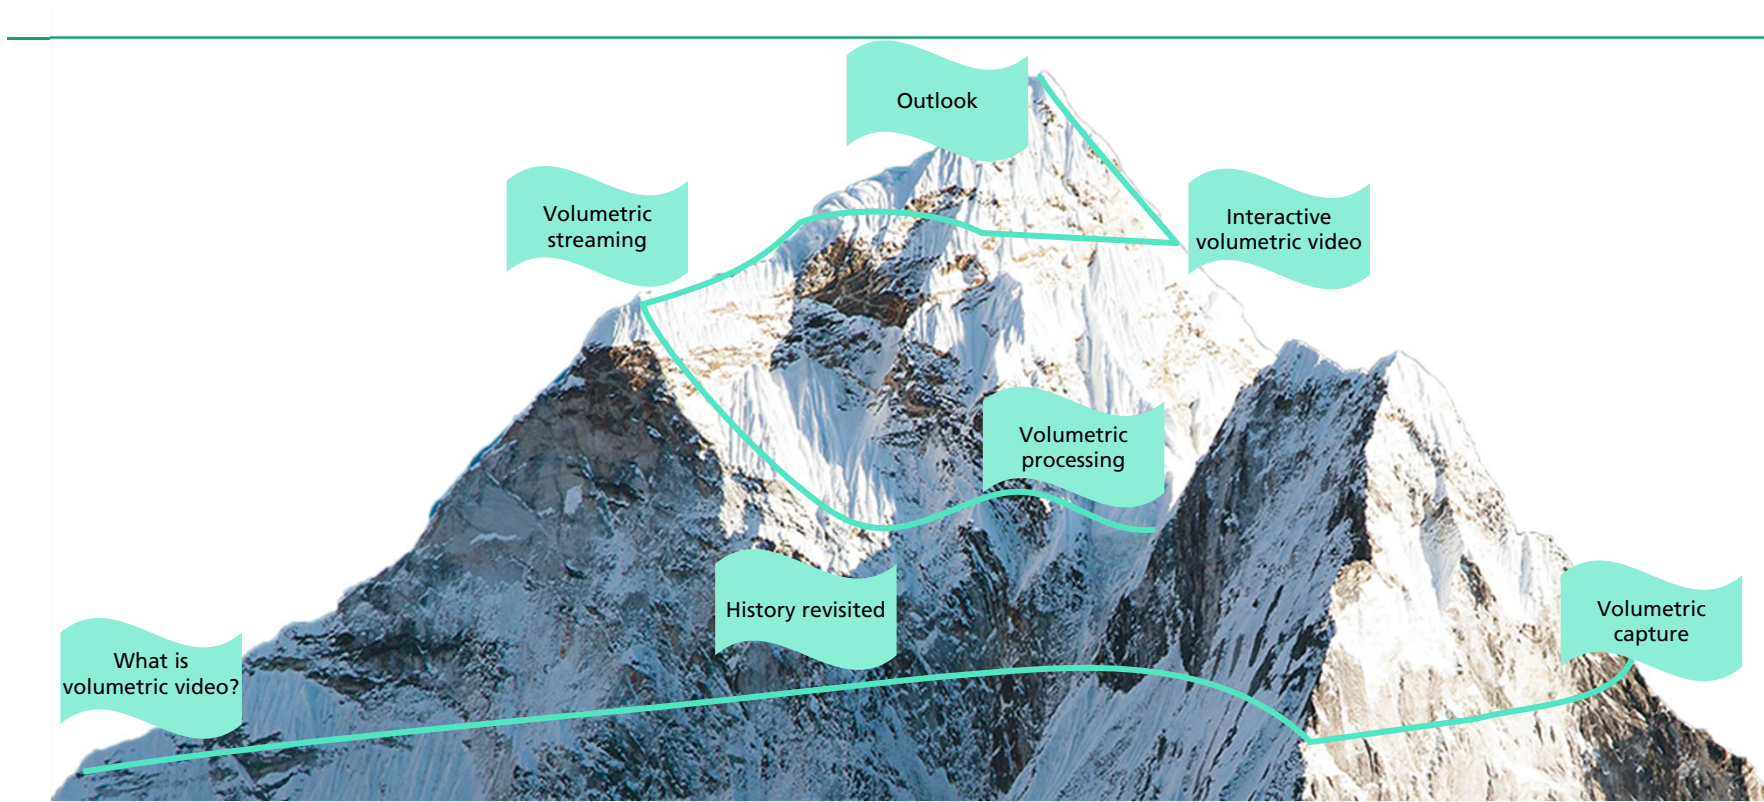 Outlook
Volumetric
streaming
Interactive
volumetric video
Volumetric
processing
History revisited
Volumetric
capture
What is
volumetric video?